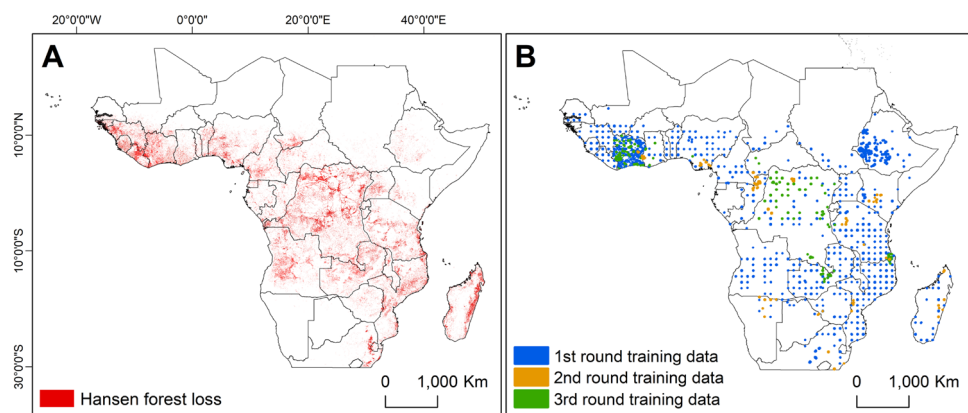 20°0'0"W 0°0'0" 20°0'0"E 40°0'0"E
A
B
10°0'0"N
10°0'0"S
30°0'0"S
Hansen forest loss
0 1,000 Km
1st round training data
2nd round training data
3rd round training data
0 1,000 Km